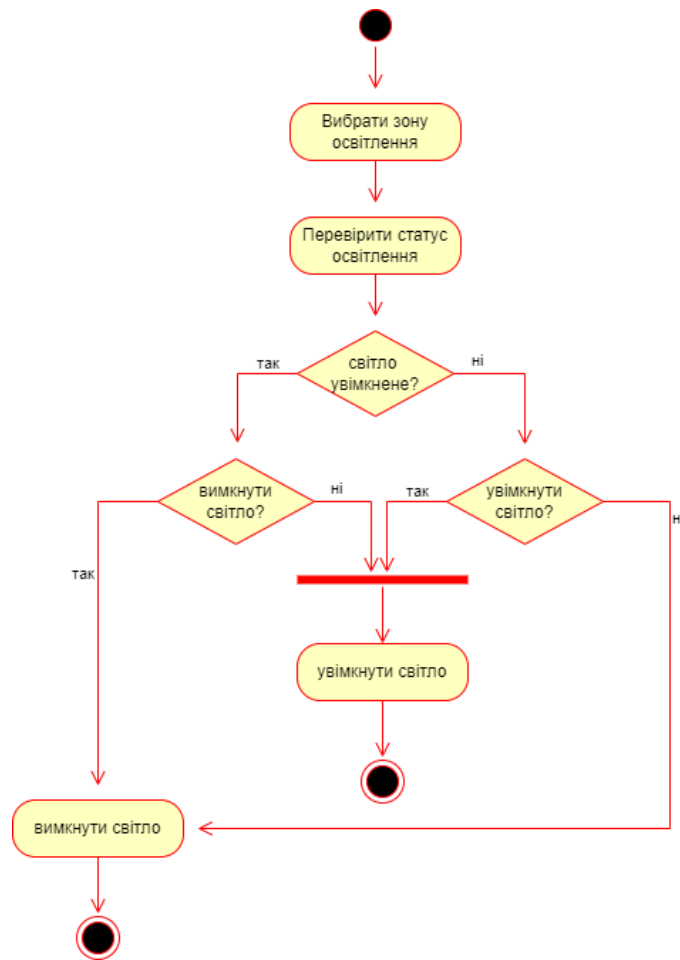 Вибрати зону
освітлення
Перевірити статус
освітлення
світло
увімкнене?
так
ні
вимкнути
світло?
ні
так
увімкнути
світло?
так
н
увімкнути світло
вимкнути світло